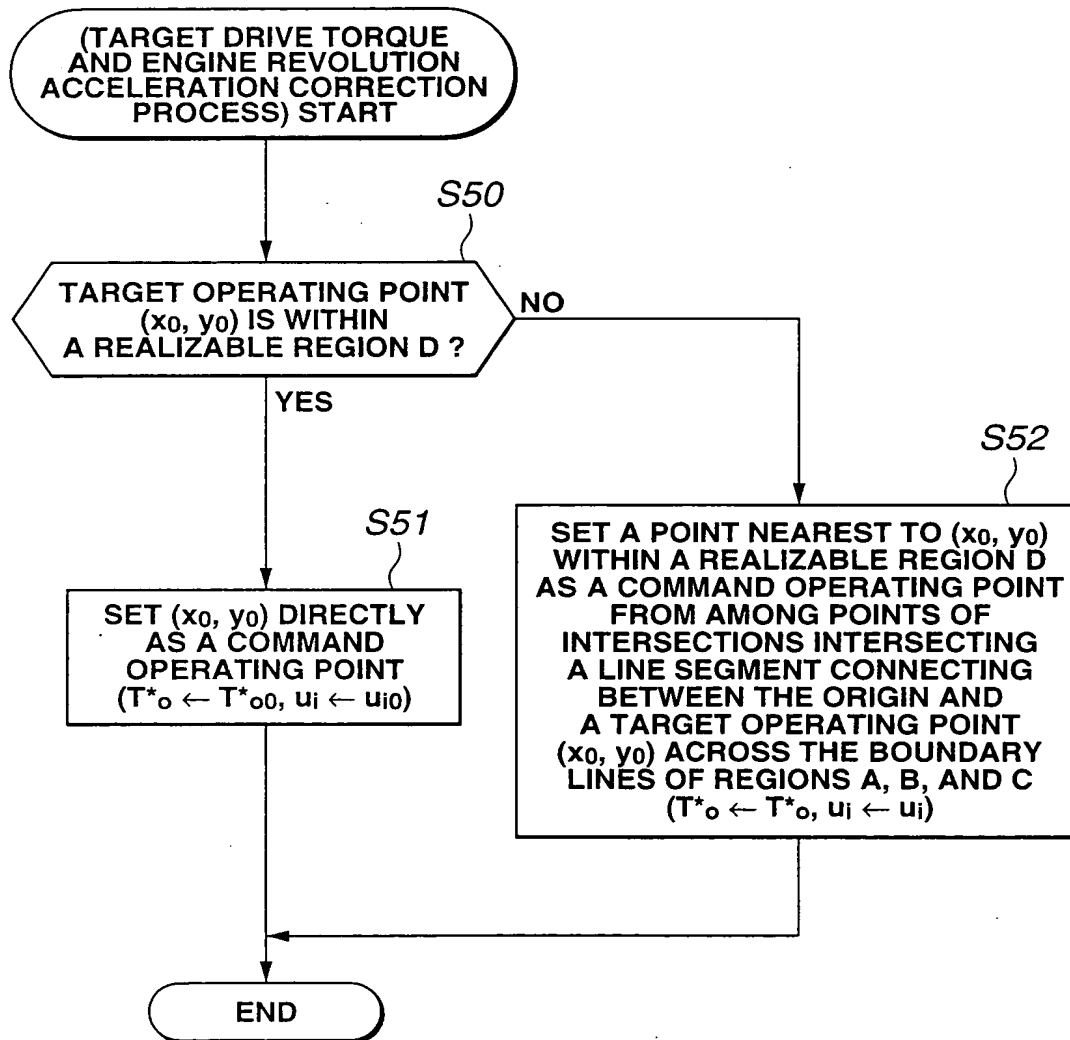 (TARGET DRIVE TORQUE
AND ENGINE REVOLUTION
ACCELERATION CORRECTION
PROCESS) START
S50
TARGET OPERATING POINT
(x0, y0) IS WITHIN
A REALIZABLE REGION D ?
NO
YES
S51
SET (x0, y0) DIRECTLY
AS A COMMAND
OPERATING POINT
(T*o ← T*o0, ui ← ui0)
S52
SET A POINT NEAREST TO (x0, y0)
WITHIN A REALIZABLE REGION D
AS A COMMAND OPERATING POINT
FROM AMONG POINTS OF
INTERSECTIONS INTERSECTING
A LINE SEGMENT CONNECTING
BETWEEN THE ORIGIN AND
A TARGET OPERATING POINT
(x0, y0) ACROSS THE BOUNDARY
LINES OF REGIONS A, B, AND C
(T*o ← T*o, ui ← ui)
END